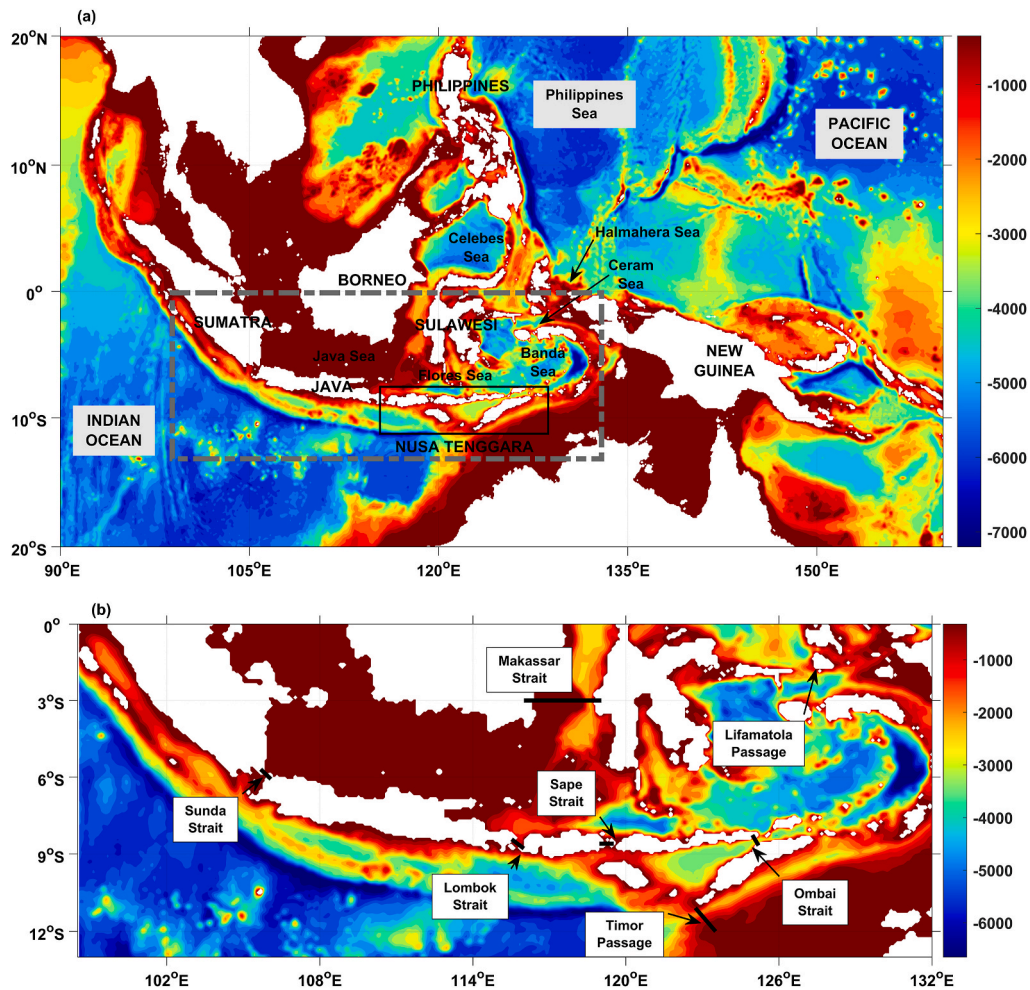 (a)
20°N
10°N
0°
10°S
20°S
90°E
105°E
120°E
135°E
150°E
-1000
-2000
-3000
-4000
-5000
-6000
-7000
PHILIPPINES
Philippines
Sea
PACIFIC
OCEAN
Celebes
Sea
Halmahera Sea
Ceram
Sea
BORNEO
SUMATRA
SULAWESI
Java Sea
Banda
Sea
Flores Sea
JAVA
NEW
GUINEA
INDIAN
OCEAN
NUSA TENGGARA
(b)
0°
3°S
6°S
9°S
12°S
102°E
108°E
114°E
120°E
126°E
132°E
-1000
-2000
-3000
-4000
-5000
-6000
Makassar
Strait
Lifamatola
Passage
Sape
Strait
Sunda
Strait
Lombok
Strait
Ombai
Strait
Timor
Passage